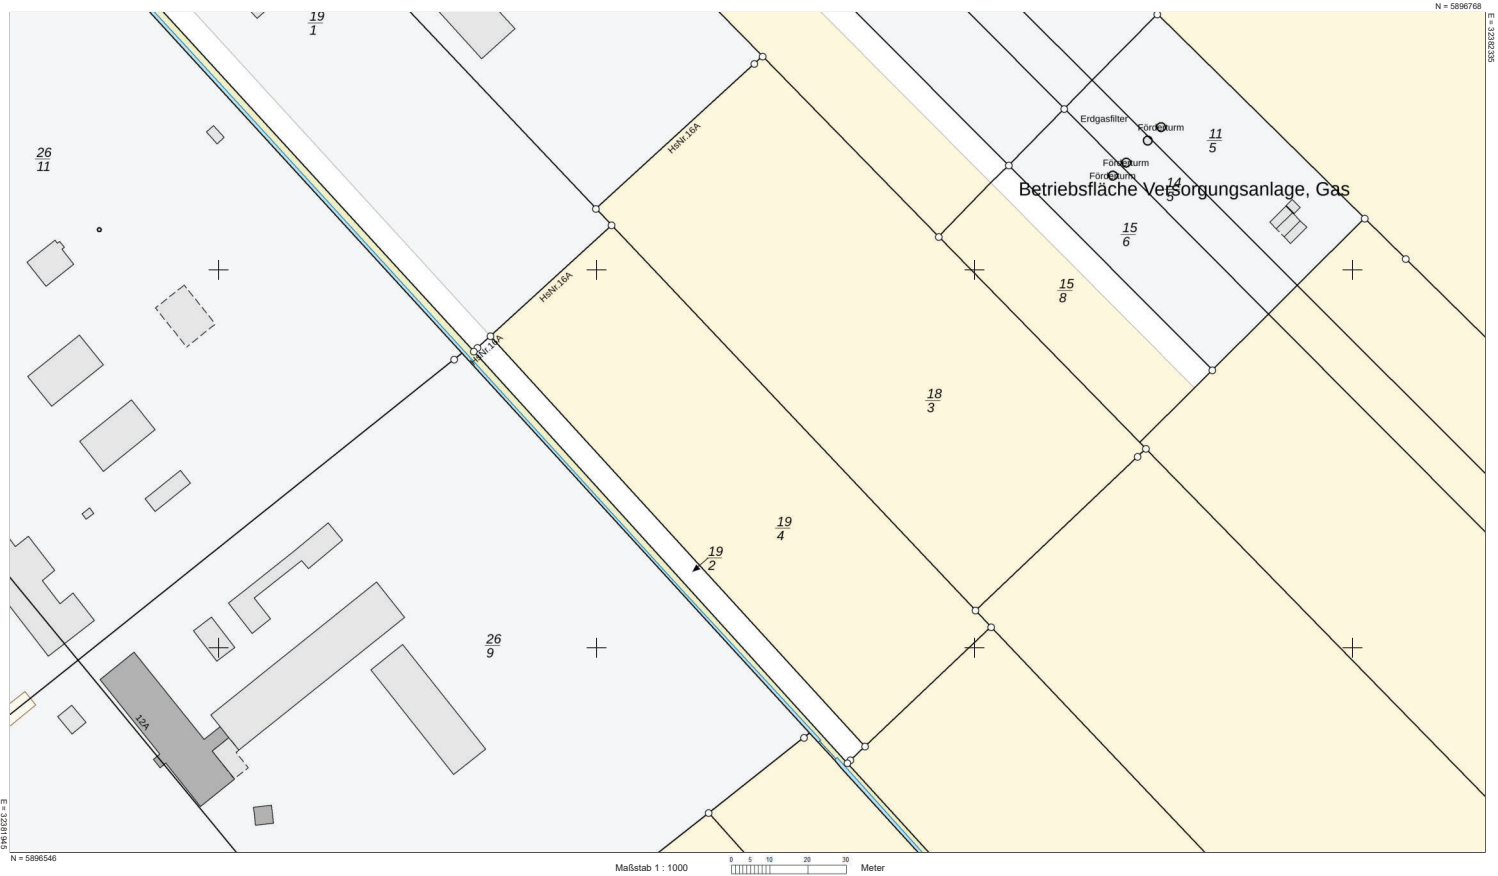 N = 5896768
E = 32382335
19
1
HsNr.16A
26
11
Erdgasfilter
Förderturm
11
5
Förderturm
Förderturm
14
5
Betriebsfläche Versorgungsanlage, Gas
15
6
HsNr.16A
15
8
HsNr.16A
18
3
19
4
19
2
26
9
12A
E = 32381945
N = 5896546
Maßstab 1 : 1000
0 5 10 20 30
Meter